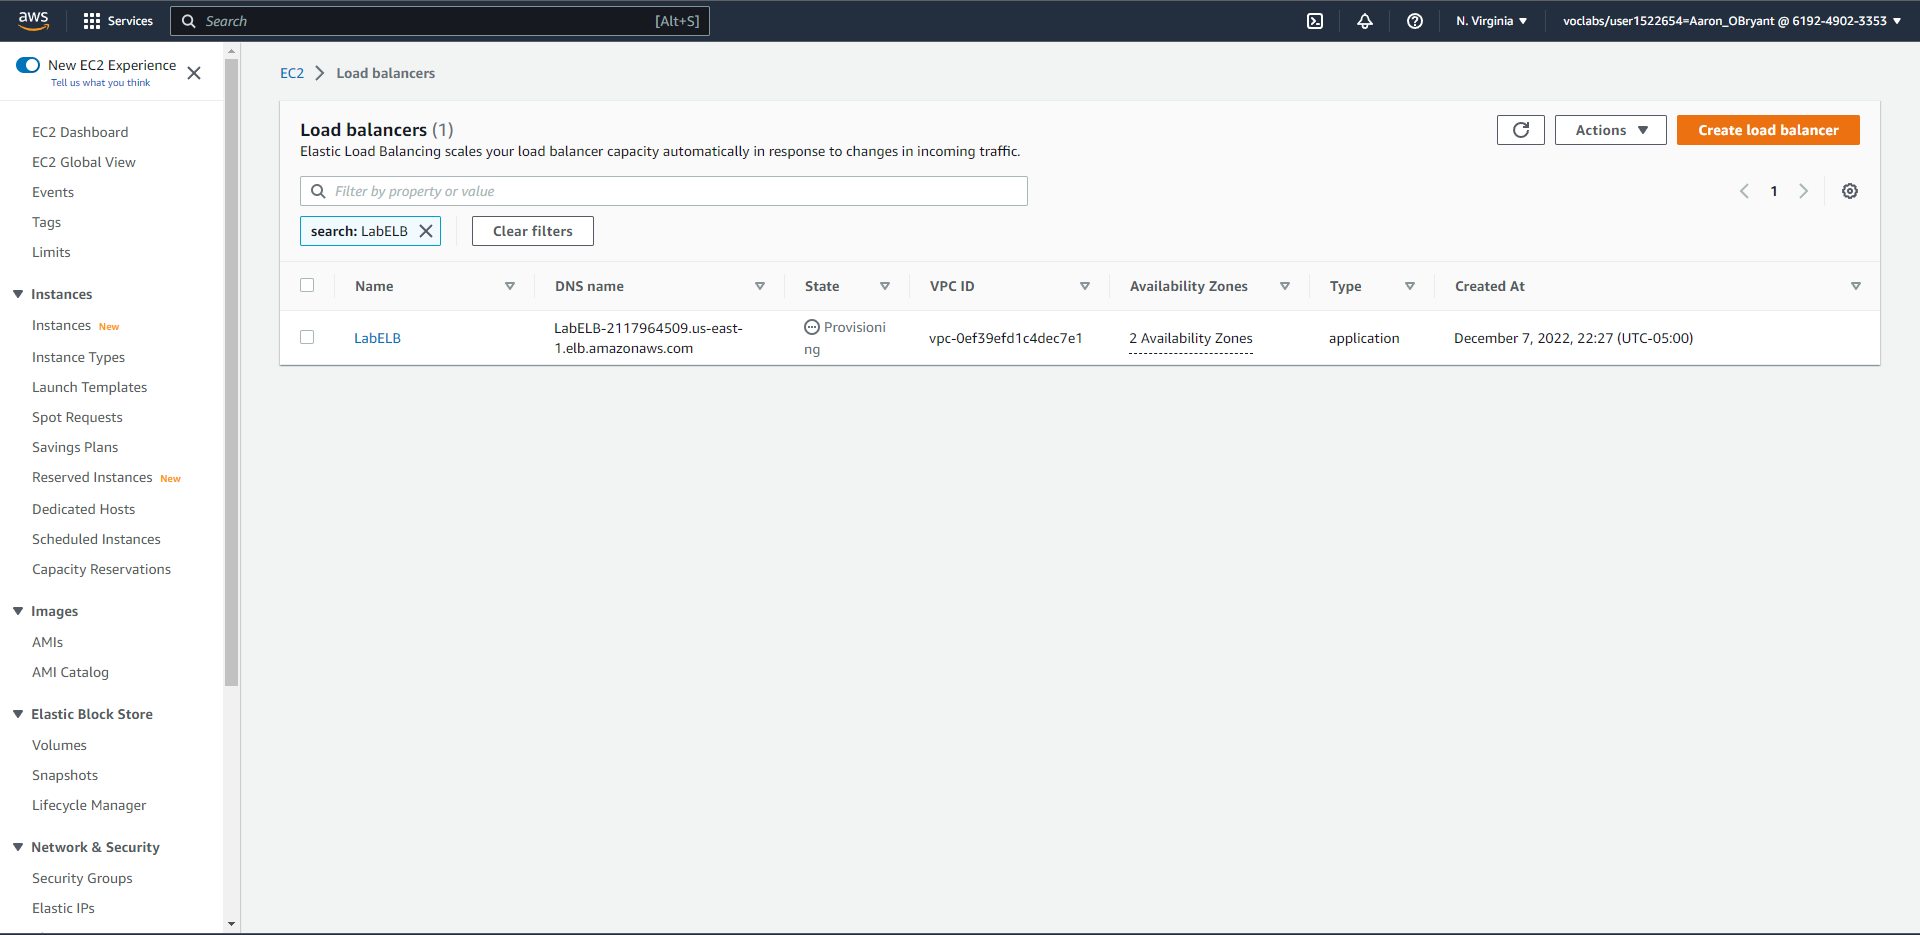 aws
Services
Search
[Alt+S]
N. Virginia
voclabs/user1522654=Aaron_OBryant @ 6192-4902-3353
New EC2 Experience
Tell us what you think
EC2 Dashboard
EC2 Global View
Events
Tags
Limits
Instances
Instances New
Instance Types
Launch Templates
Spot Requests
Savings Plans
Reserved Instances New
Dedicated Hosts
Scheduled Instances
Capacity Reservations
Images
AMIs
AMI Catalog
Elastic Block Store
Volumes
Snapshots
Lifecycle Manager
Network & Security
Security Groups
Elastic IPs
EC2 > Load balancers
Load balancers (1)
Elastic Load Balancing scales your load balancer capacity automatically in response to changes in incoming traffic.
Actions
Create load balancer
Filter by property or value
1
search: LabELB
Clear filters
Name DNS name State VPC ID Availability Zones Type Created At
LabELB
LabELB-2117964509.us-east-
1.elb.amazonaws.com
Provisioni
ng
vpc-0ef39efd1c4dec7e1
2 Availability Zones
application
December 7, 2022, 22:27 (UTC-05:00)